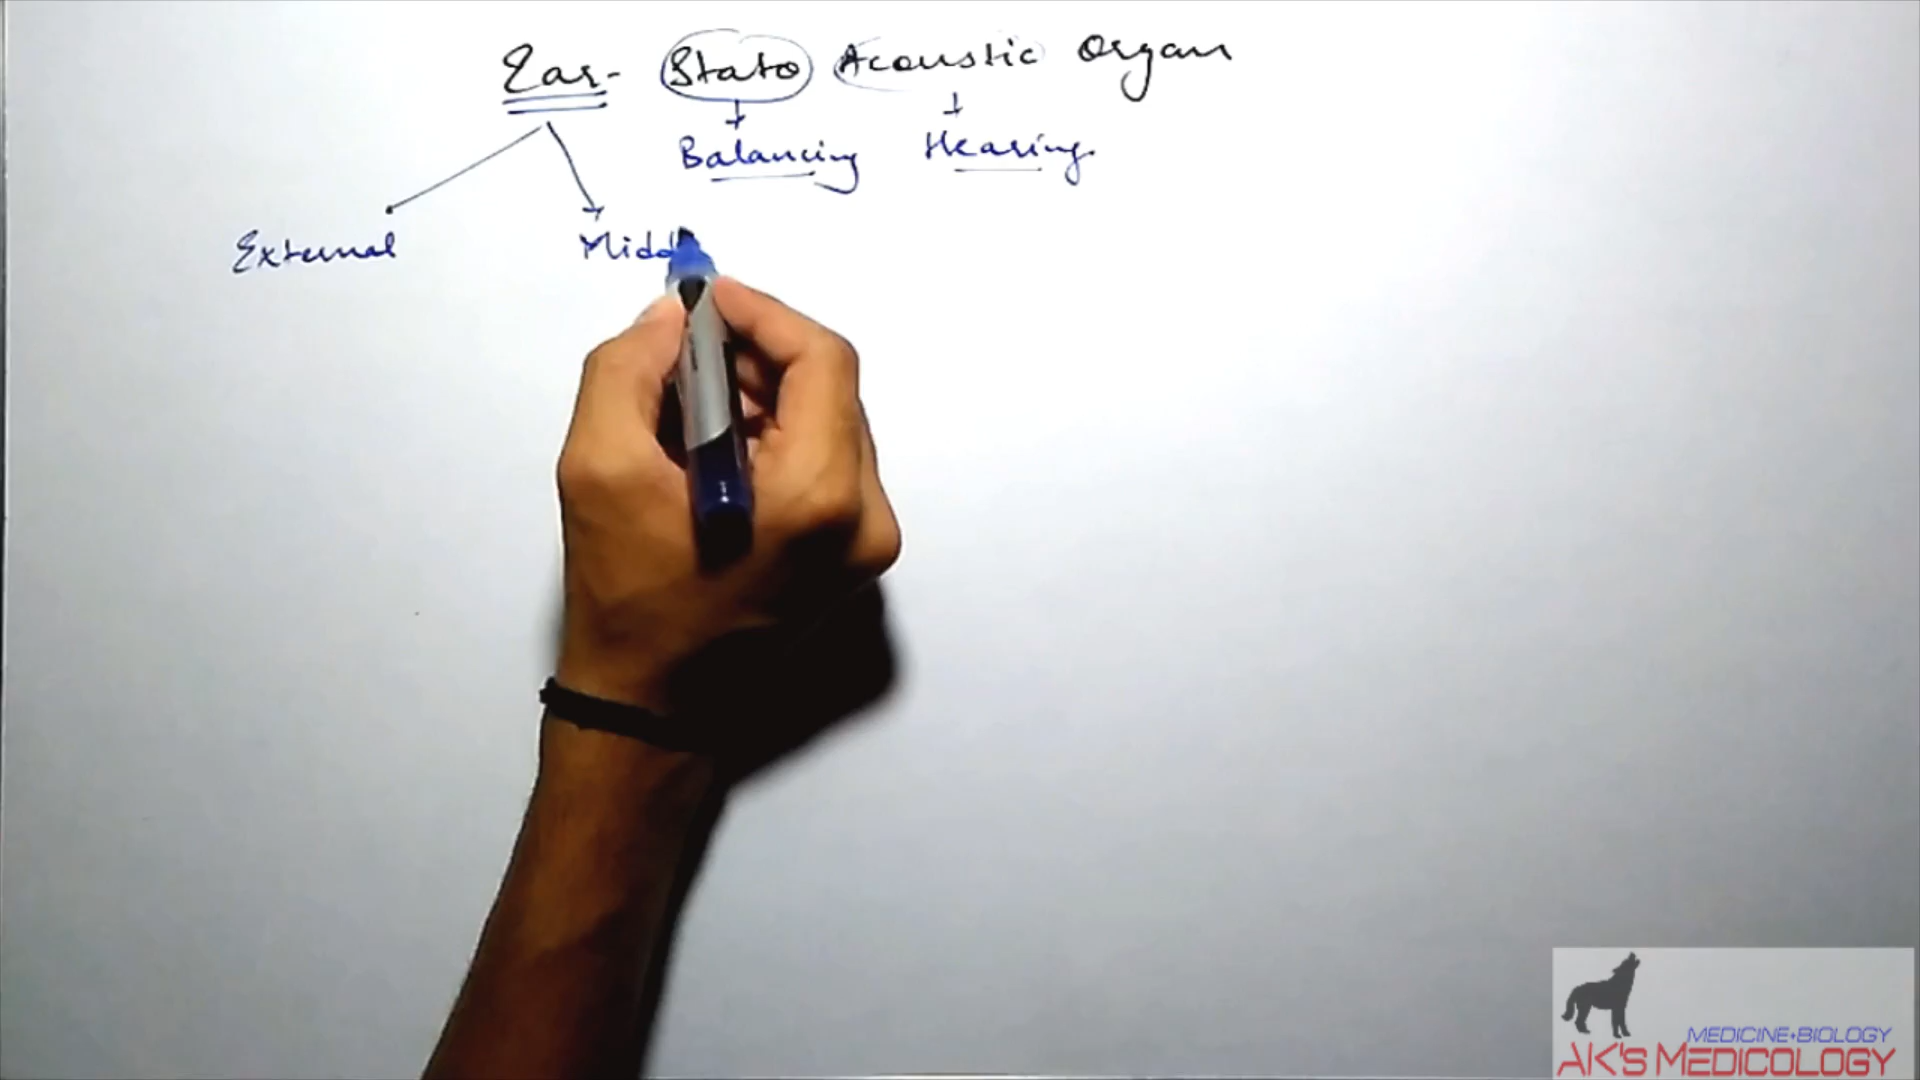 Ear- Stato Acoustic Organ
Balancing Hearing
External Midd
MEDICINE+BIOLOGY
AK'S MEDICOLOGY